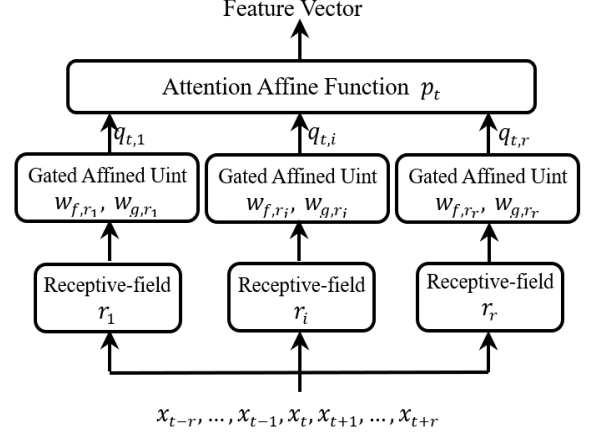 Feature Vector
Attention Affine Function p_t
q_{t,1} q_{t,i} q_{t,r}
Gated Affined Uint Gated Affined Uint Gated Affined Uint
w_{f,r_1}, w_{g,r_1} w_{f,r_i}, w_{g,r_i} w_{f,r_r}, w_{g,r_r}
Receptive-field Receptive-field Receptive-field
r_1 r_i r_r
x_{t-r}, ..., x_{t-1}, x_t, x_{t+1}, ..., x_{t+r}